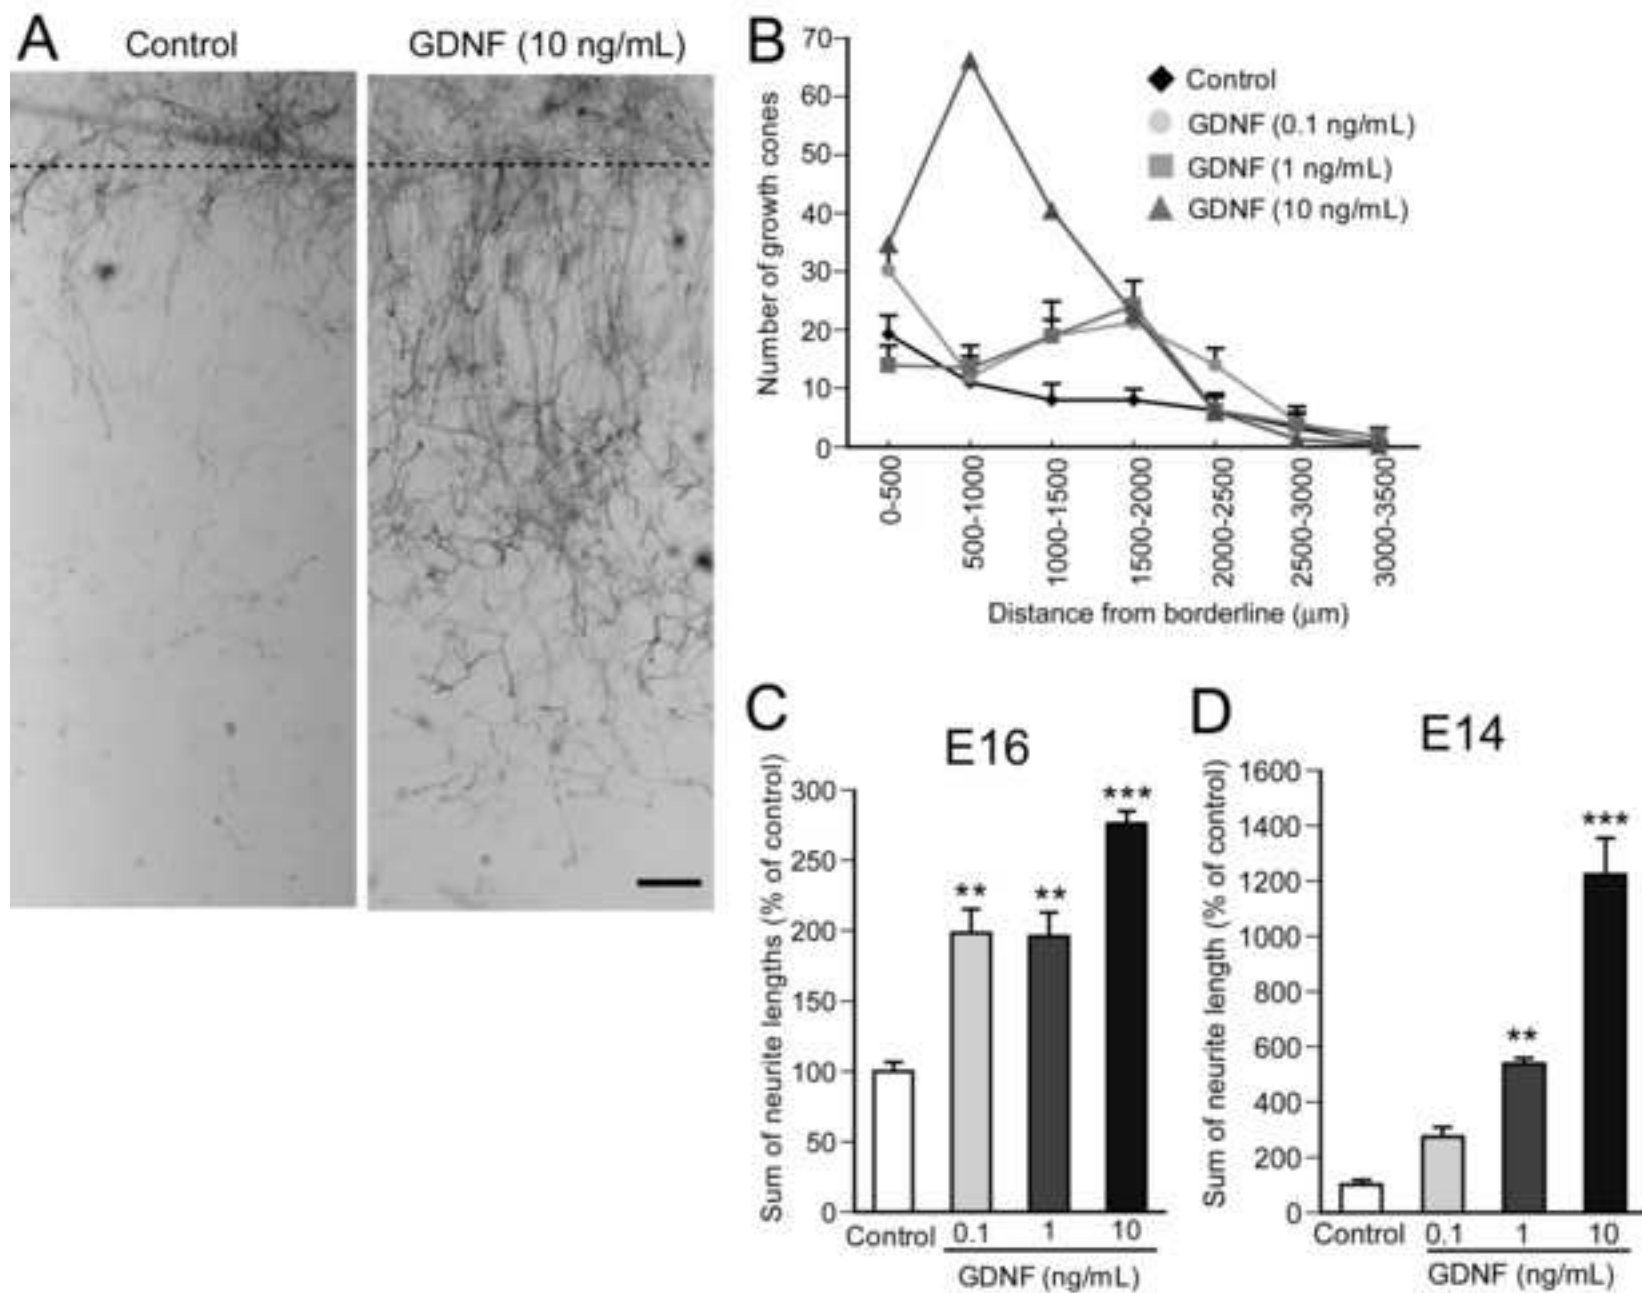 A
Control
GDNF (10 ng/mL)
B
70
60
50
40
30
20
10
0
Number of growth cones
Control
GDNF (0.1 ng/mL)
GDNF (1 ng/mL)
GDNF (10 ng/mL)
0-500
500-1000
1000-1500
1500-2000
2000-2500
2500-3000
3000-3500
Distance from borderline (μm)
C
E16
Sum of neurite lengths (% of control)
300
250
200
150
100
50
0
**
**
***
Control
0.1
1
10
GDNF (ng/mL)
D
E14
Sum of neurite length (% of control)
1600
1400
1200
1000
800
600
400
200
0
**
***
Control
0.1
1
10
GDNF (ng/mL)